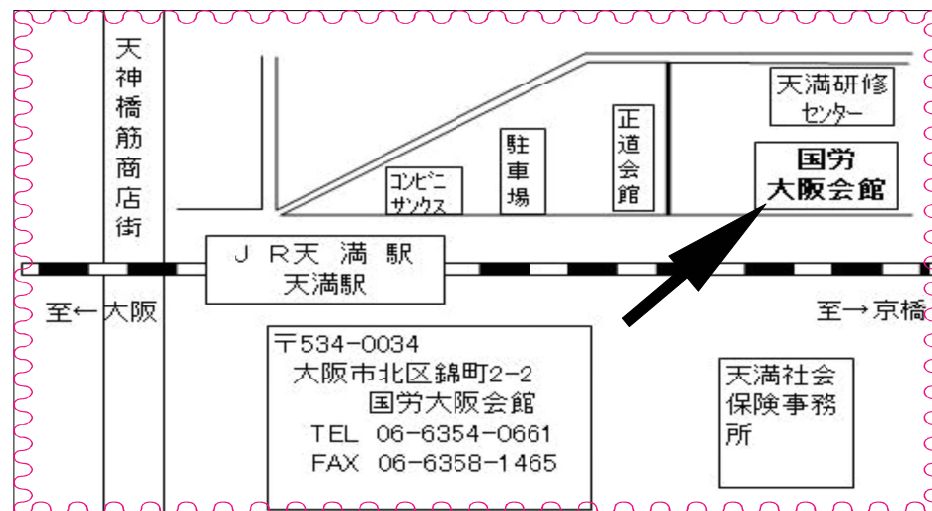 天神橋筋商店街
天満研修
センター
正道会館
駐車場
コンビニ
サンクス
国労
大阪会館
JR天満駅
天満駅
至←大阪
至→京橋
〒534-0034
大阪市北区錦町2-2
国労大阪会館
TEL 06-6354-0661
FAX 06-6358-1465
天満社会
保険事務
所